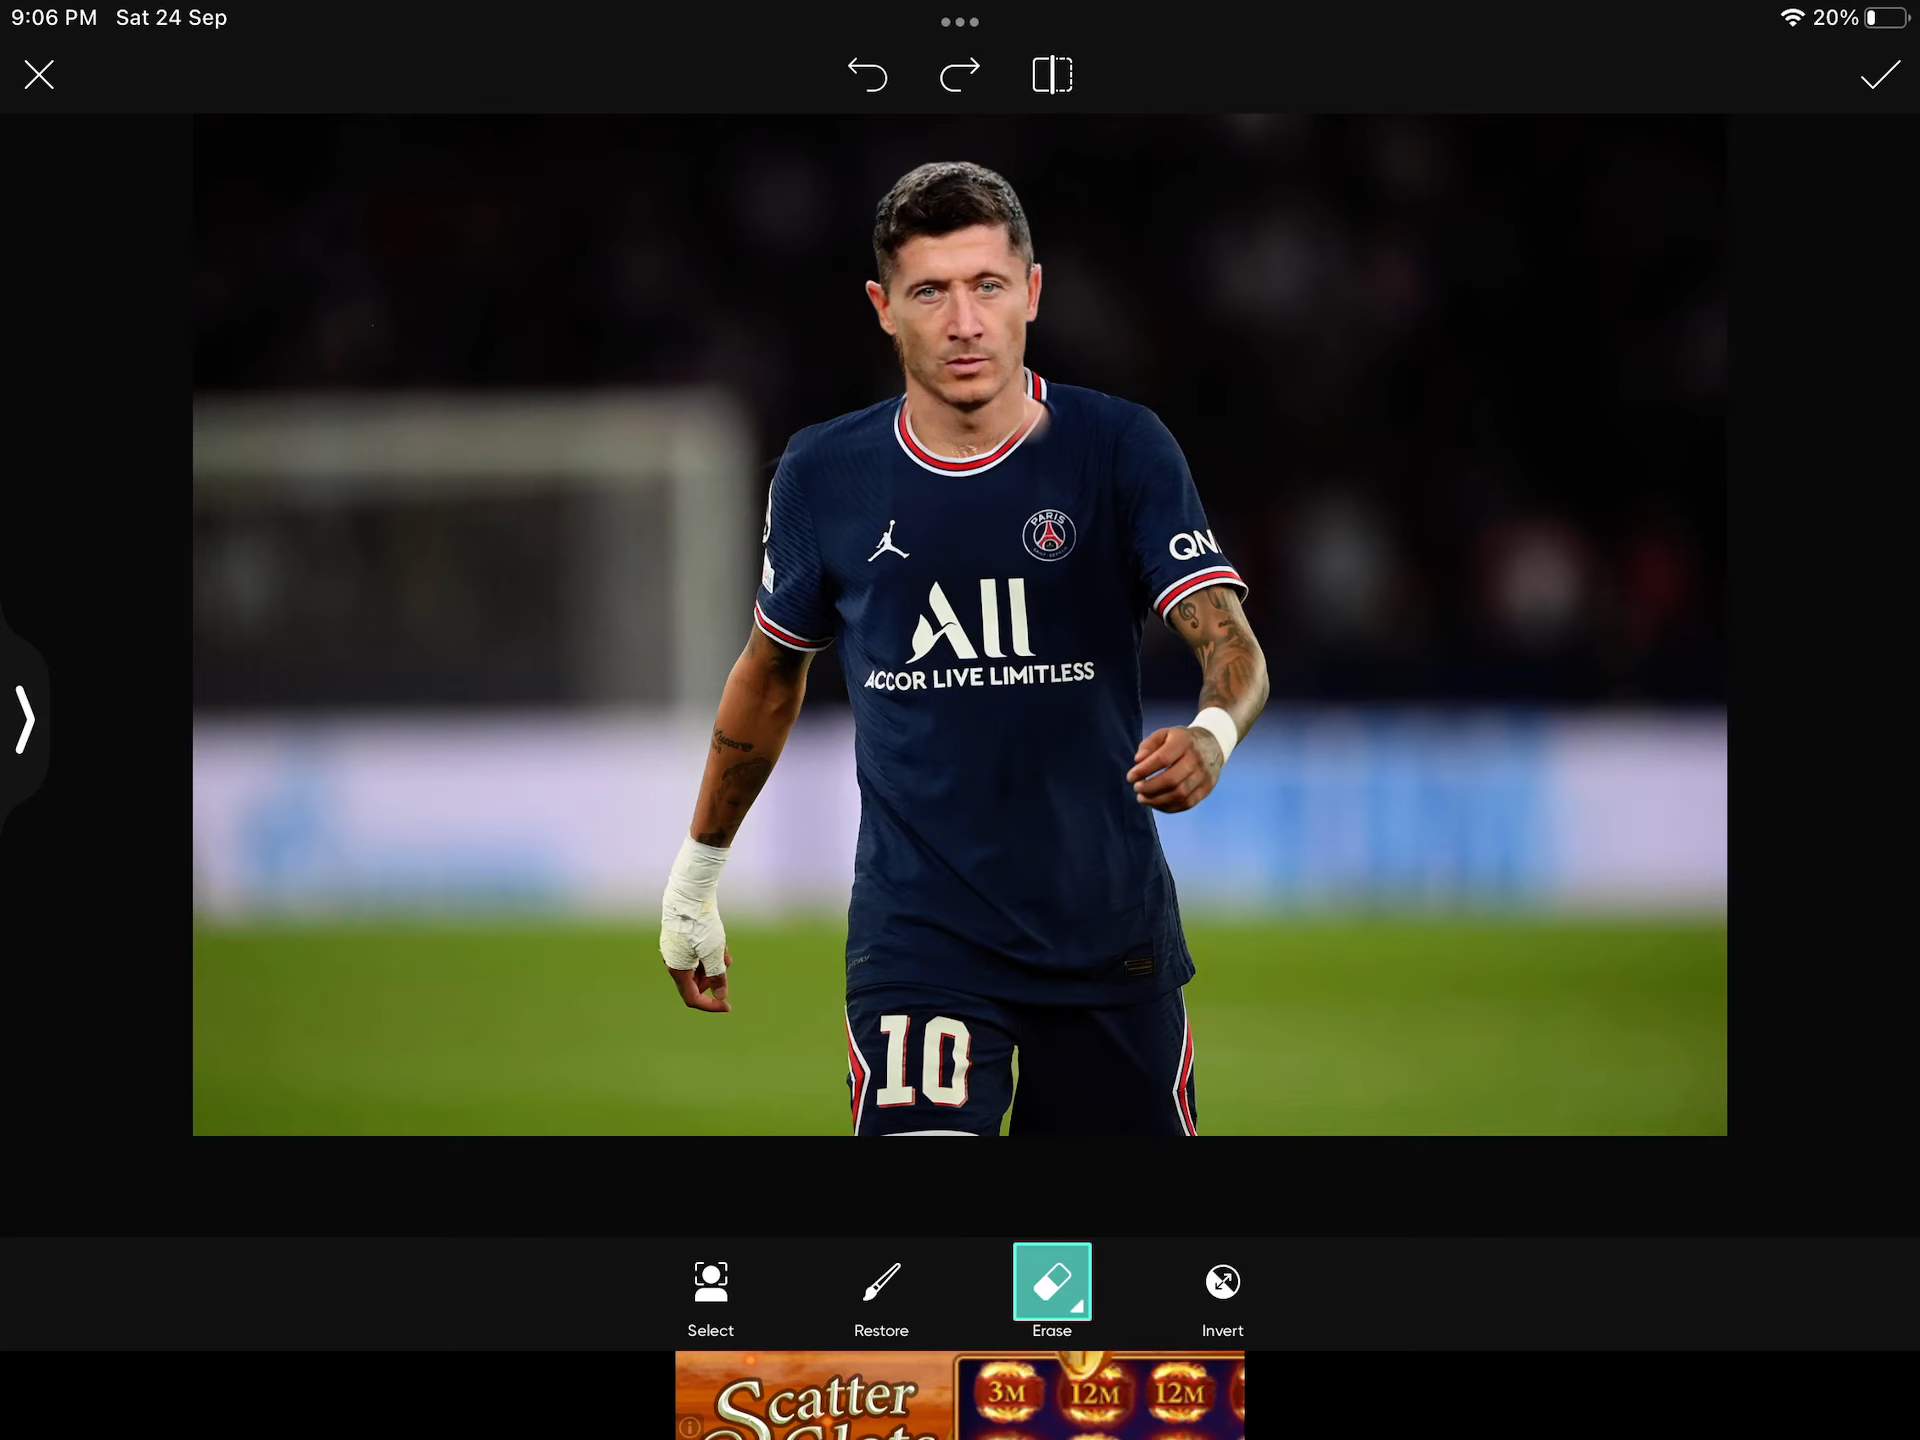 9:06 PM Sat 24 Sep
20%
PARIS
QN
All
ACCOR LIVE LIMITLESS
10
Select
Restore
Erase
Invert
Scatter
Slots
3M
12M
12M